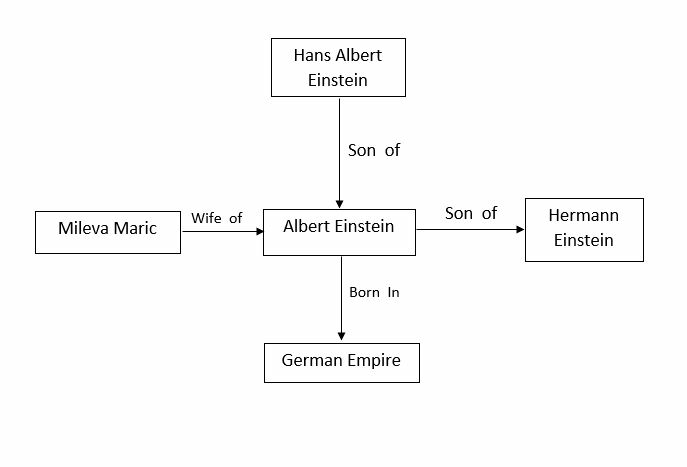 Hans Albert
Einstein
Son of
Mileva Maric
Wife of
Albert Einstein
Son of
Hermann
Einstein
Born In
German Empire